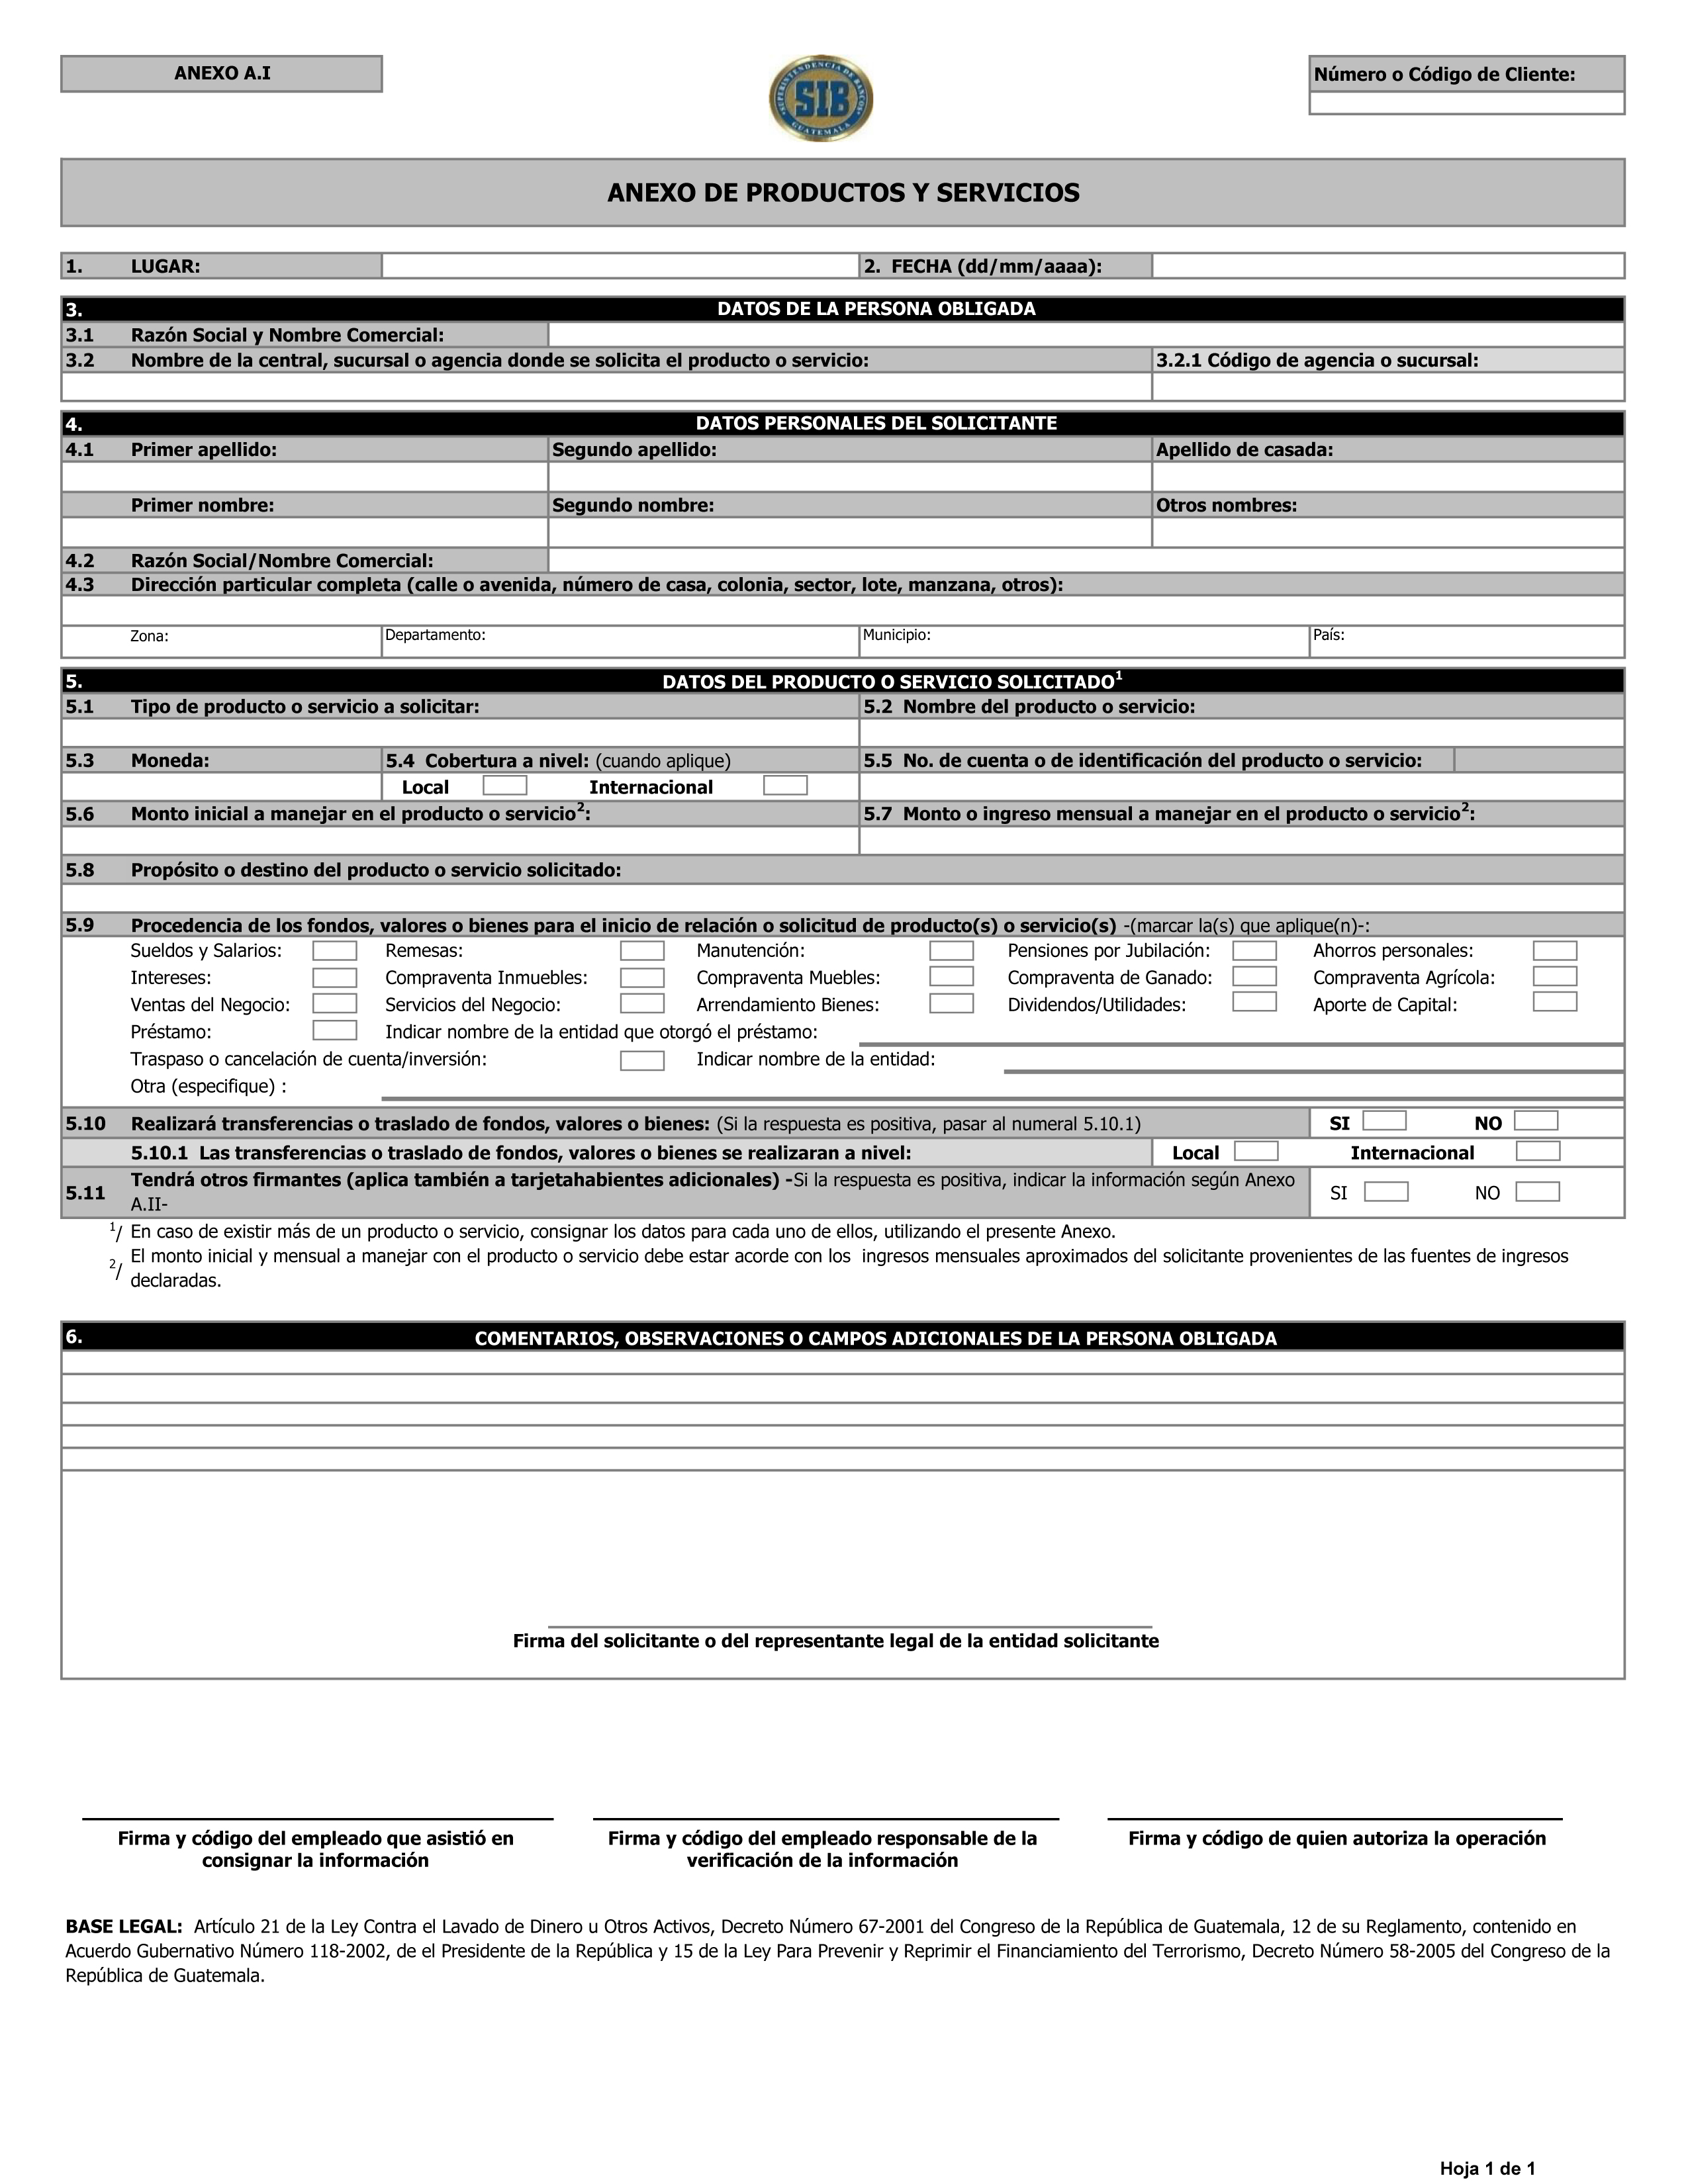 ANEXO A.I
SUPERINTENDENCIA DE BANCOS
SIB
GUATEMALA
Número o Código de Cliente:
ANEXO DE PRODUCTOS Y SERVICIOS
1. LUGAR: 2. FECHA (dd/mm/aaaa):
3. DATOS DE LA PERSONA OBLIGADA
3.1 Razón Social y Nombre Comercial:
3.2 Nombre de la central, sucursal o agencia donde se solicita el producto o servicio: 3.2.1 Código de agencia o sucursal:
4. DATOS PERSONALES DEL SOLICITANTE
4.1 Primer apellido: Segundo apellido: Apellido de casada:
Primer nombre: Segundo nombre: Otros nombres:
4.2 Razón Social/Nombre Comercial:
4.3 Dirección particular completa (calle o avenida, número de casa, colonia, sector, lote, manzana, otros):
Zona: Departamento: Municipio: País:
5. DATOS DEL PRODUCTO O SERVICIO SOLICITADO¹
5.1 Tipo de producto o servicio a solicitar: 5.2 Nombre del producto o servicio:
5.3 Moneda: 5.4 Cobertura a nivel: (cuando aplique) 5.5 No. de cuenta o de identificación del producto o servicio:
Local Internacional
5.6 Monto inicial a manejar en el producto o servicio²: 5.7 Monto o ingreso mensual a manejar en el producto o servicio²:
5.8 Propósito o destino del producto o servicio solicitado:
5.9 Procedencia de los fondos, valores o bienes para el inicio de relación o solicitud de producto(s) o servicio(s) -(marcar la(s) que aplique(n)-:
Sueldos y Salarios: Remesas: Manutención: Pensiones por Jubilación: Ahorros personales:
Intereses: Compraventa Inmuebles: Compraventa Muebles: Compraventa de Ganado: Compraventa Agrícola:
Ventas del Negocio: Servicios del Negocio: Arrendamiento Bienes: Dividendos/Utilidades: Aporte de Capital:
Préstamo: Indicar nombre de la entidad que otorgó el préstamo:
Traspaso o cancelación de cuenta/inversión: Indicar nombre de la entidad:
Otra (especifique) :
5.10 Realizará transferencias o traslado de fondos, valores o bienes: (Si la respuesta es positiva, pasar al numeral 5.10.1) SI NO
5.10.1 Las transferencias o traslado de fondos, valores o bienes se realizaran a nivel: Local Internacional
5.11 Tendrá otros firmantes (aplica también a tarjetahabientes adicionales) -Si la respuesta es positiva, indicar la información según Anexo
A.II- SI NO
1/ En caso de existir más de un producto o servicio, consignar los datos para cada uno de ellos, utilizando el presente Anexo.
2/ El monto inicial y mensual a manejar con el producto o servicio debe estar acorde con los ingresos mensuales aproximados del solicitante provenientes de las fuentes de ingresos
declaradas.
6. COMENTARIOS, OBSERVACIONES O CAMPOS ADICIONALES DE LA PERSONA OBLIGADA
Firma del solicitante o del representante legal de la entidad solicitante
Firma y código del empleado que asistió en
consignar la información
Firma y código del empleado responsable de la
verificación de la información
Firma y código de quien autoriza la operación
BASE LEGAL: Artículo 21 de la Ley Contra el Lavado de Dinero u Otros Activos, Decreto Número 67-2001 del Congreso de la República de Guatemala, 12 de su Reglamento, contenido en
Acuerdo Gubernativo Número 118-2002, de el Presidente de la República y 15 de la Ley Para Prevenir y Reprimir el Financiamiento del Terrorismo, Decreto Número 58-2005 del Congreso de la
República de Guatemala.
Hoja 1 de 1